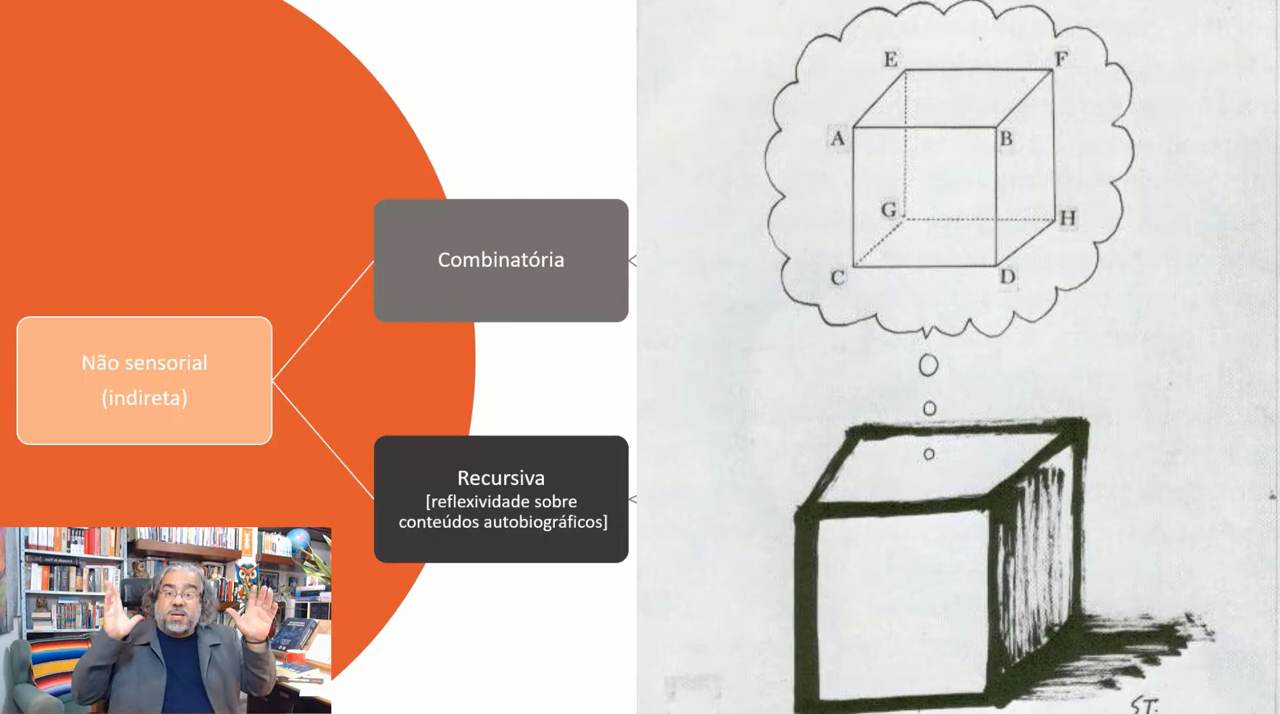 Não sensorial
(indireta)
Combinatória
Recursiva
[reflexividade sobre
conteúdos autobiográficos]
E
F
A
B
G
H
C
D
ST.